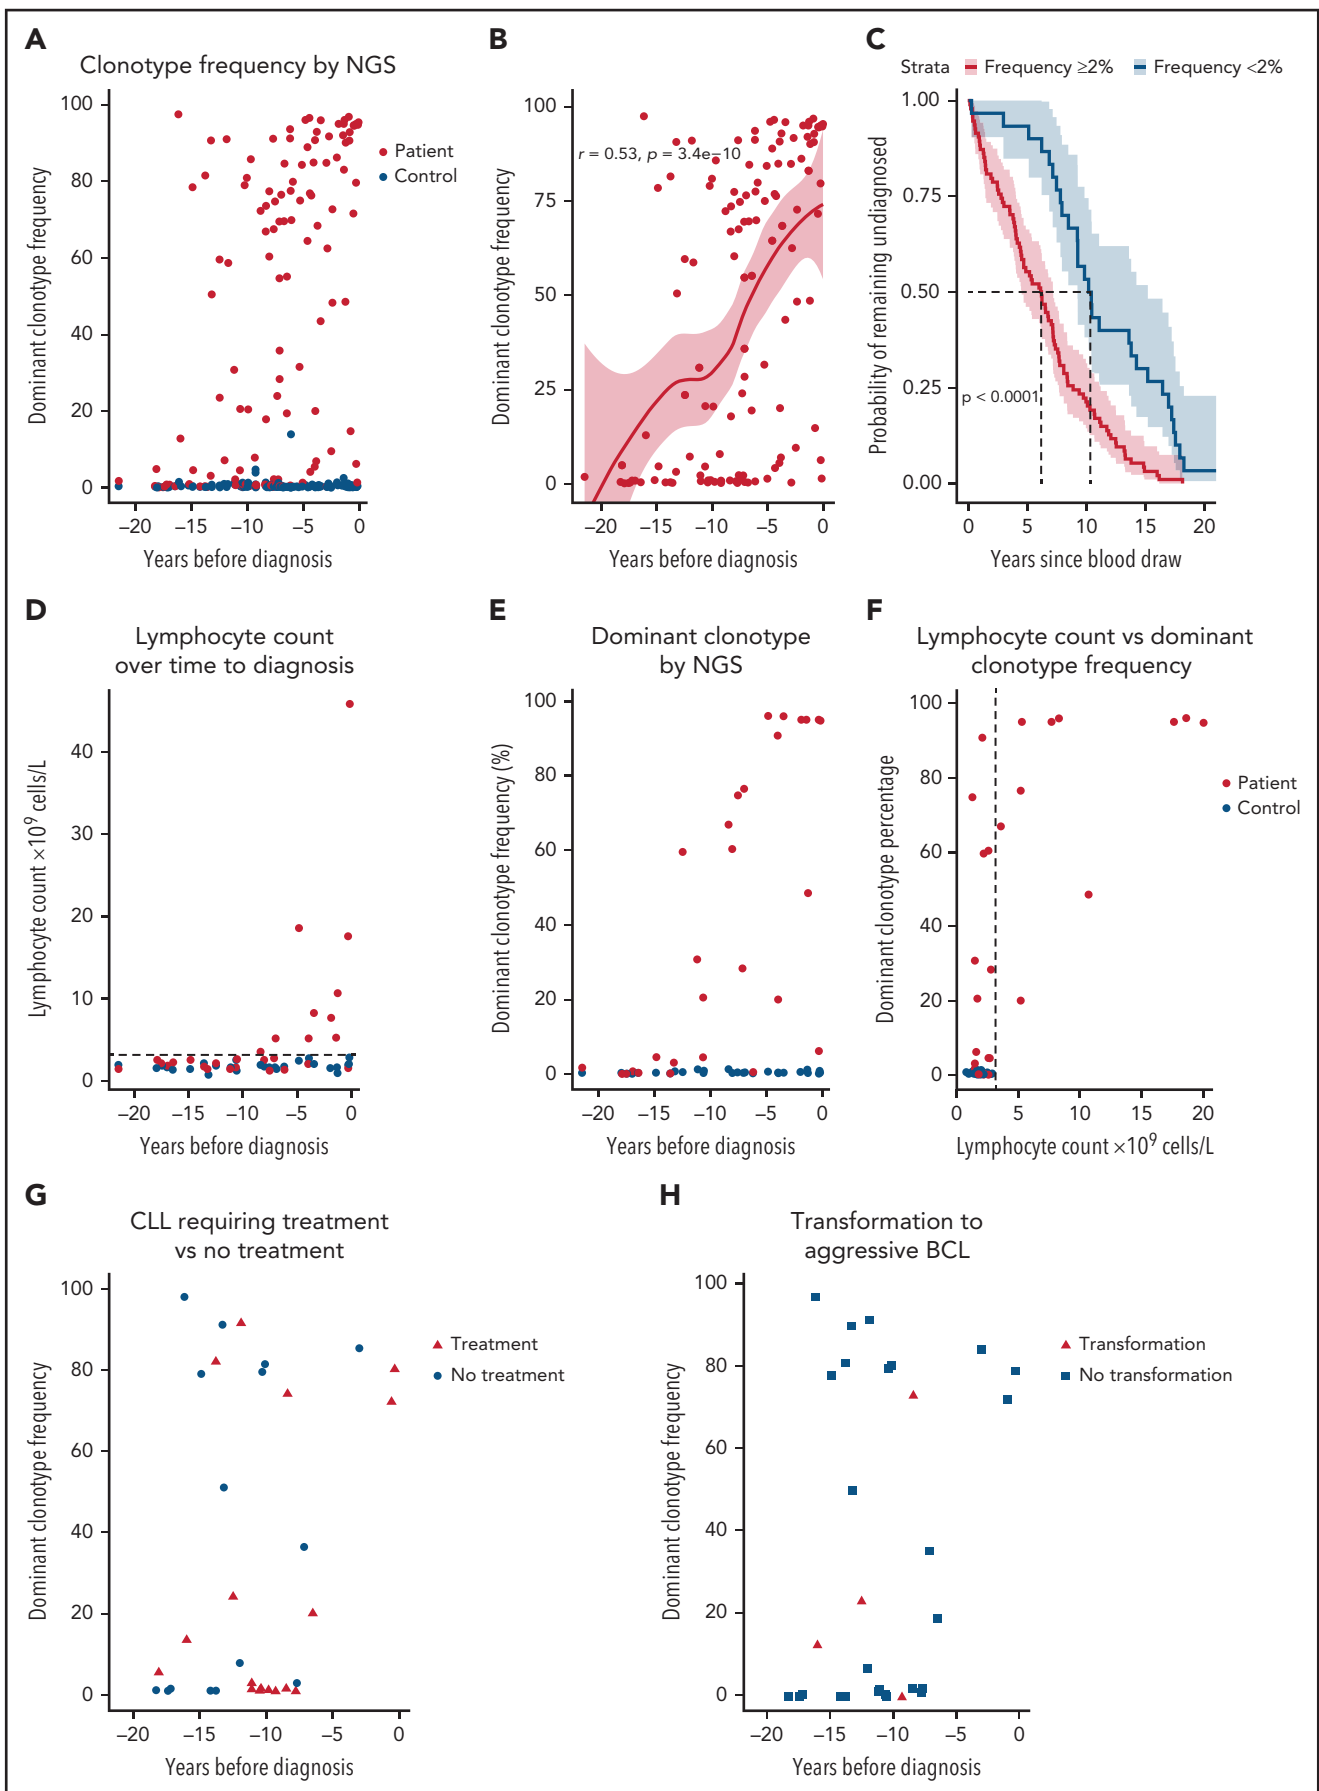 A
Clonotype frequency by NGS
Dominant clonotype frequency
100
80
60
40
20
0
–20 –15 –10 –5 0
Years before diagnosis
Patient
Control
B
Dominant clonotype frequency
100
75
50
25
0
r = 0.53, p = 3.4e–10
–20 –15 –10 –5 0
Years before diagnosis
C
Strata Frequency ≥2% Frequency <2%
Probability of remaining undiagnosed
1.00
0.75
0.50
0.25
0.00
p < 0.0001
0 5 10 15 20
Years since blood draw
D
Lymphocyte count
over time to diagnosis
Lymphocyte count ×10⁹ cells/L
40
30
20
10
0
–20 –15 –10 –5 0
Years before diagnosis
E
Dominant clonotype
by NGS
Dominant clonotype frequency (%)
100
80
60
40
20
0
–20 –15 –10 –5 0
Years before diagnosis
F
Lymphocyte count vs dominant
clonotype frequency
Dominant clonotype percentage
100
80
60
40
20
0
0 5 10 15 20
Lymphocyte count ×10⁹ cells/L
Patient
Control
G
CLL requiring treatment
vs no treatment
Dominant clonotype frequency
100
80
60
40
20
0
–20 –15 –10 –5 0
Years before diagnosis
Treatment
No treatment
H
Transformation to
aggressive BCL
Dominant clonotype frequency
100
80
60
40
20
0
–20 –15 –10 –5 0
Years before diagnosis
Transformation
No transformation